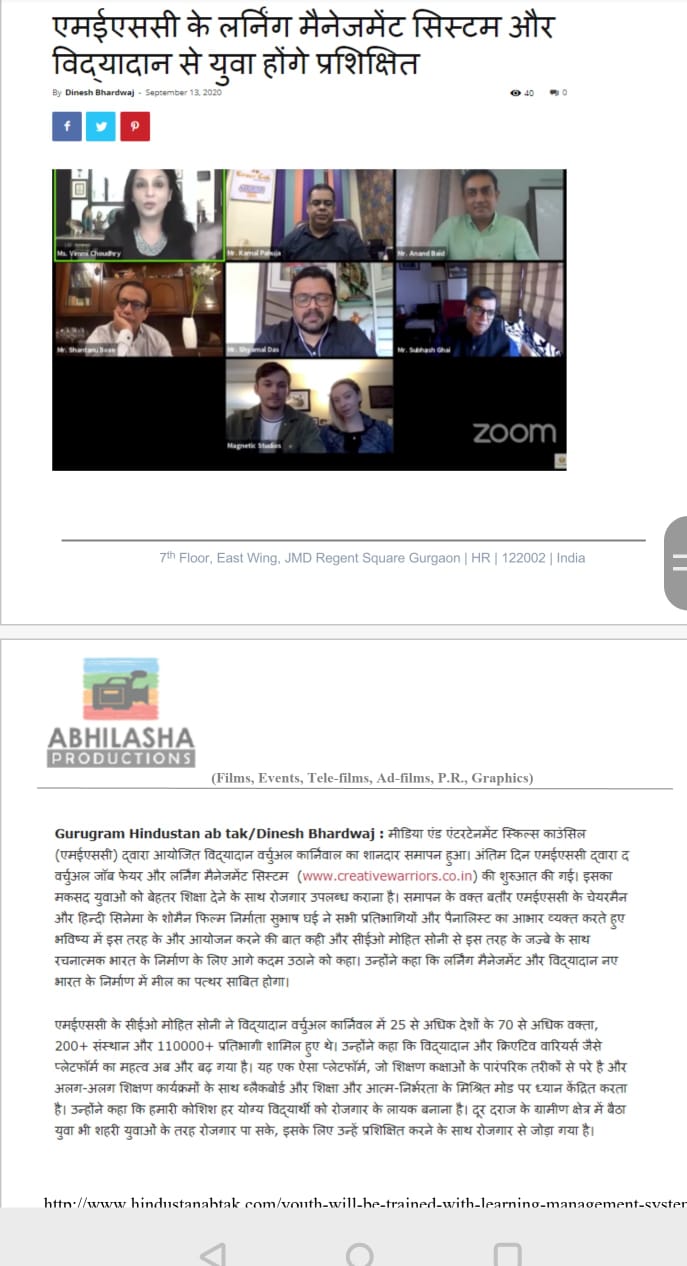 एमईएससी के लर्निंग मैनेजमेंट सिस्टम और
विद्यादान से युवा होंगे प्रशिक्षित
By Dinesh Bhardwaj - September 13, 2020
40 0
Ms. Vimmi Choudhry
Mr. Kamal Pahuja
Mr. Anand Baid
Mr. Shantanu Bose
Mr. Shyamal Das
Mr. Subhash Ghai
Magnetic Studios
zoom
7th Floor, East Wing, JMD Regent Square Gurgaon | HR | 122002 | India
ABHILASHA
PRODUCTIONS
(Films, Events, Tele-films, Ad-films, P.R., Graphics)
Gurugram Hindustan ab tak/Dinesh Bhardwaj : मीडिया एंड एंटरटेनमेंट स्किल्स काउंसिल
(एमईएससी) द्वारा आयोजित विद्यादान वर्चुअल कार्निवाल का शानदार समापन हुआ। अंतिम दिन एमईएससी द्वारा द
वर्चुअल जॉब फेयर और लर्निंग मैनेजमेंट सिस्टम (www.creativewarriors.co.in) की शुरुआत की गई। इसका
मकसद युवाओं को बेहतर शिक्षा देने के साथ रोजगार उपलब्ध कराना है। समापन के वक्त बतौर एमईएससी के चेयरमैन
और हिन्दी सिनेमा के शोमैन फिल्म निर्माता सुभाष घई ने सभी प्रतिभागियों और पैनालिस्ट का आभार व्यक्त करते हुए
भविष्य में इस तरह के और आयोजन करने की बात कही और सीईओ मोहित सोनी से इस तरह के जज्बे के साथ
रचनात्मक भारत के निर्माण के लिए आगे कदम उठाने को कहा। उन्होंने कहा कि लर्निंग मैनेजमेंट और विद्यादान नए
भारत के निर्माण में मील का पत्थर साबित होगा।
एमईएससी के सीईओ मोहित सोनी ने विद्यादान वर्चुअल कार्निवल में 25 से अधिक देशों के 70 से अधिक वक्ता,
200+ संस्थान और 110000+ प्रतिभागी शामिल हुए थे। उन्होंने कहा कि विद्यादान और क्रिएटिव वारियर्स जैसे
प्लेटफॉर्म का महत्व अब और बढ़ गया है। यह एक ऐसा प्लेटफॉर्म, जो शिक्षण कक्षाओं के पारंपरिक तरीकों से परे है और
अलग-अलग शिक्षण कार्यक्रमों के साथ ब्लैकबोर्ड और शिक्षा और आत्म-निर्भरता के मिश्रित मोड पर ध्यान केंद्रित करता
है। उन्होंने कहा कि हमारी कोशिश हर योग्य विद्यार्थी को रोजगार के लायक बनाना है। दूर दराज के ग्रामीण क्षेत्र में बैठा
युवा भी शहरी युवाओं के तरह रोजगार पा सके, इसके लिए उन्हें प्रशिक्षित करने के साथ रोजगार से जोड़ा गया है।
http://www.hindustanabtak.com/youth-will-be-trained-with-learning-management-system